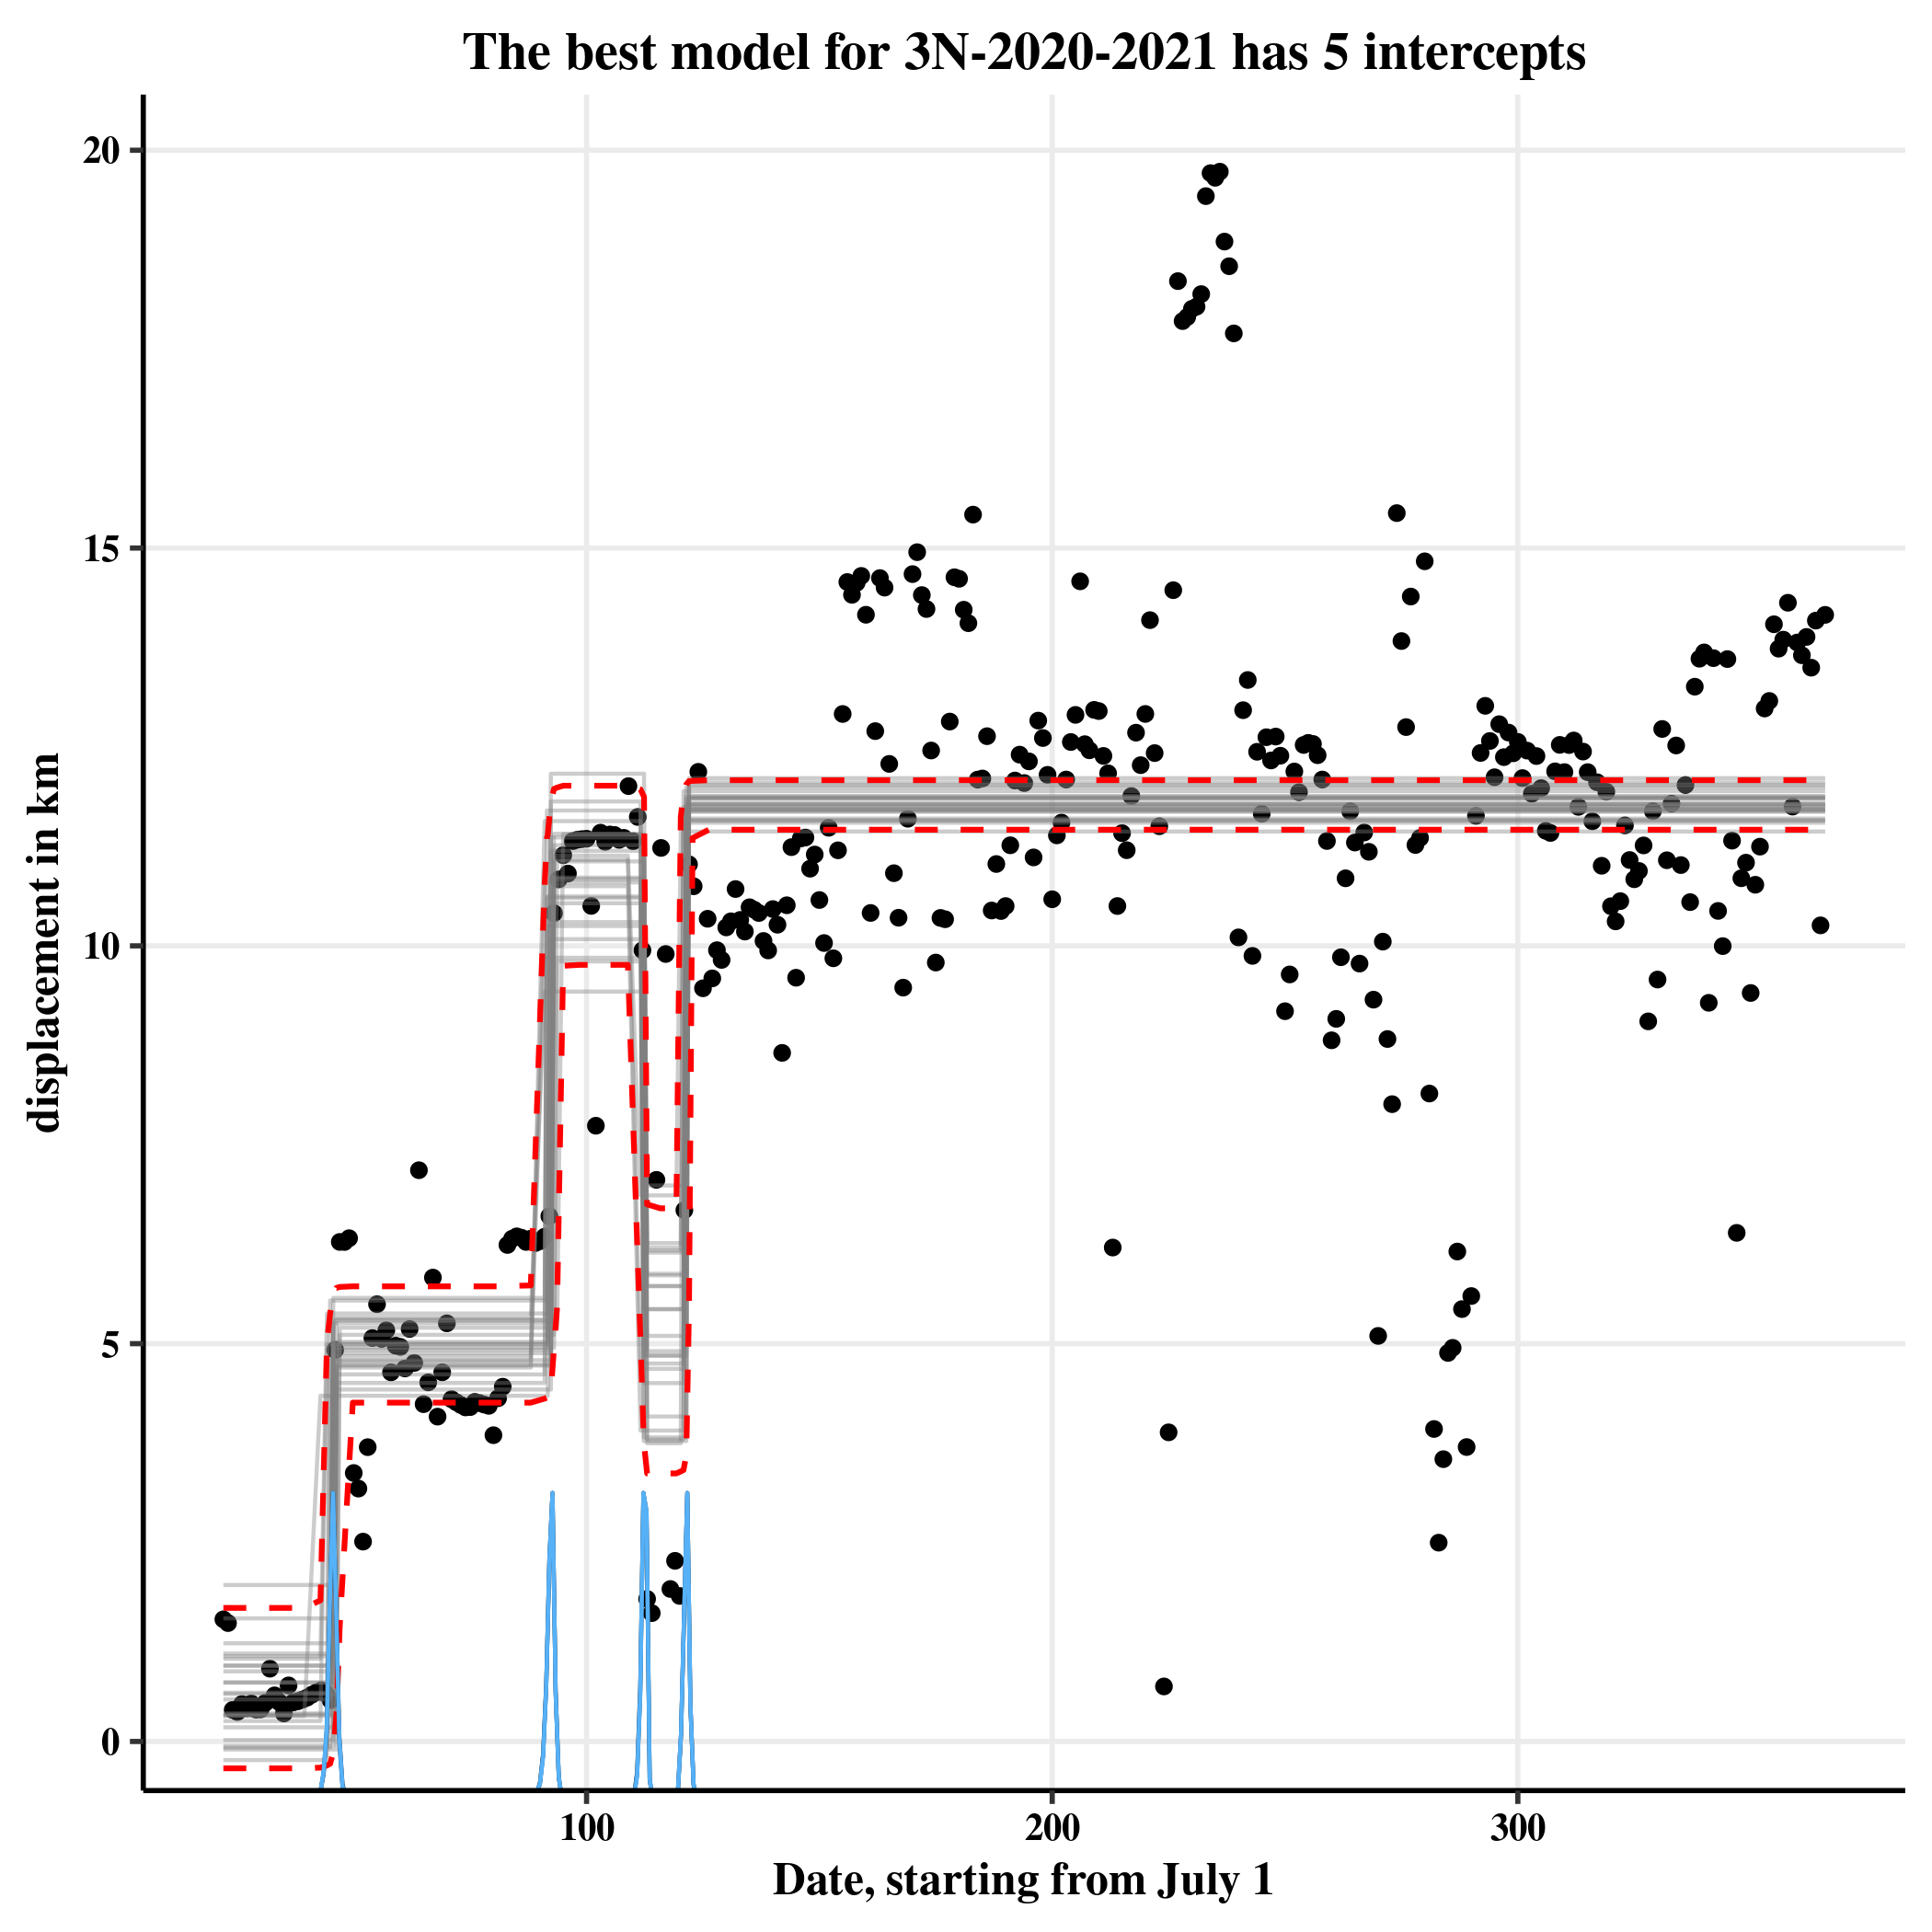 The best model for 3N-2020-2021 has 5 intercepts
20
15
10
5
0
displacement in km
100 200 300
Date, starting from July 1